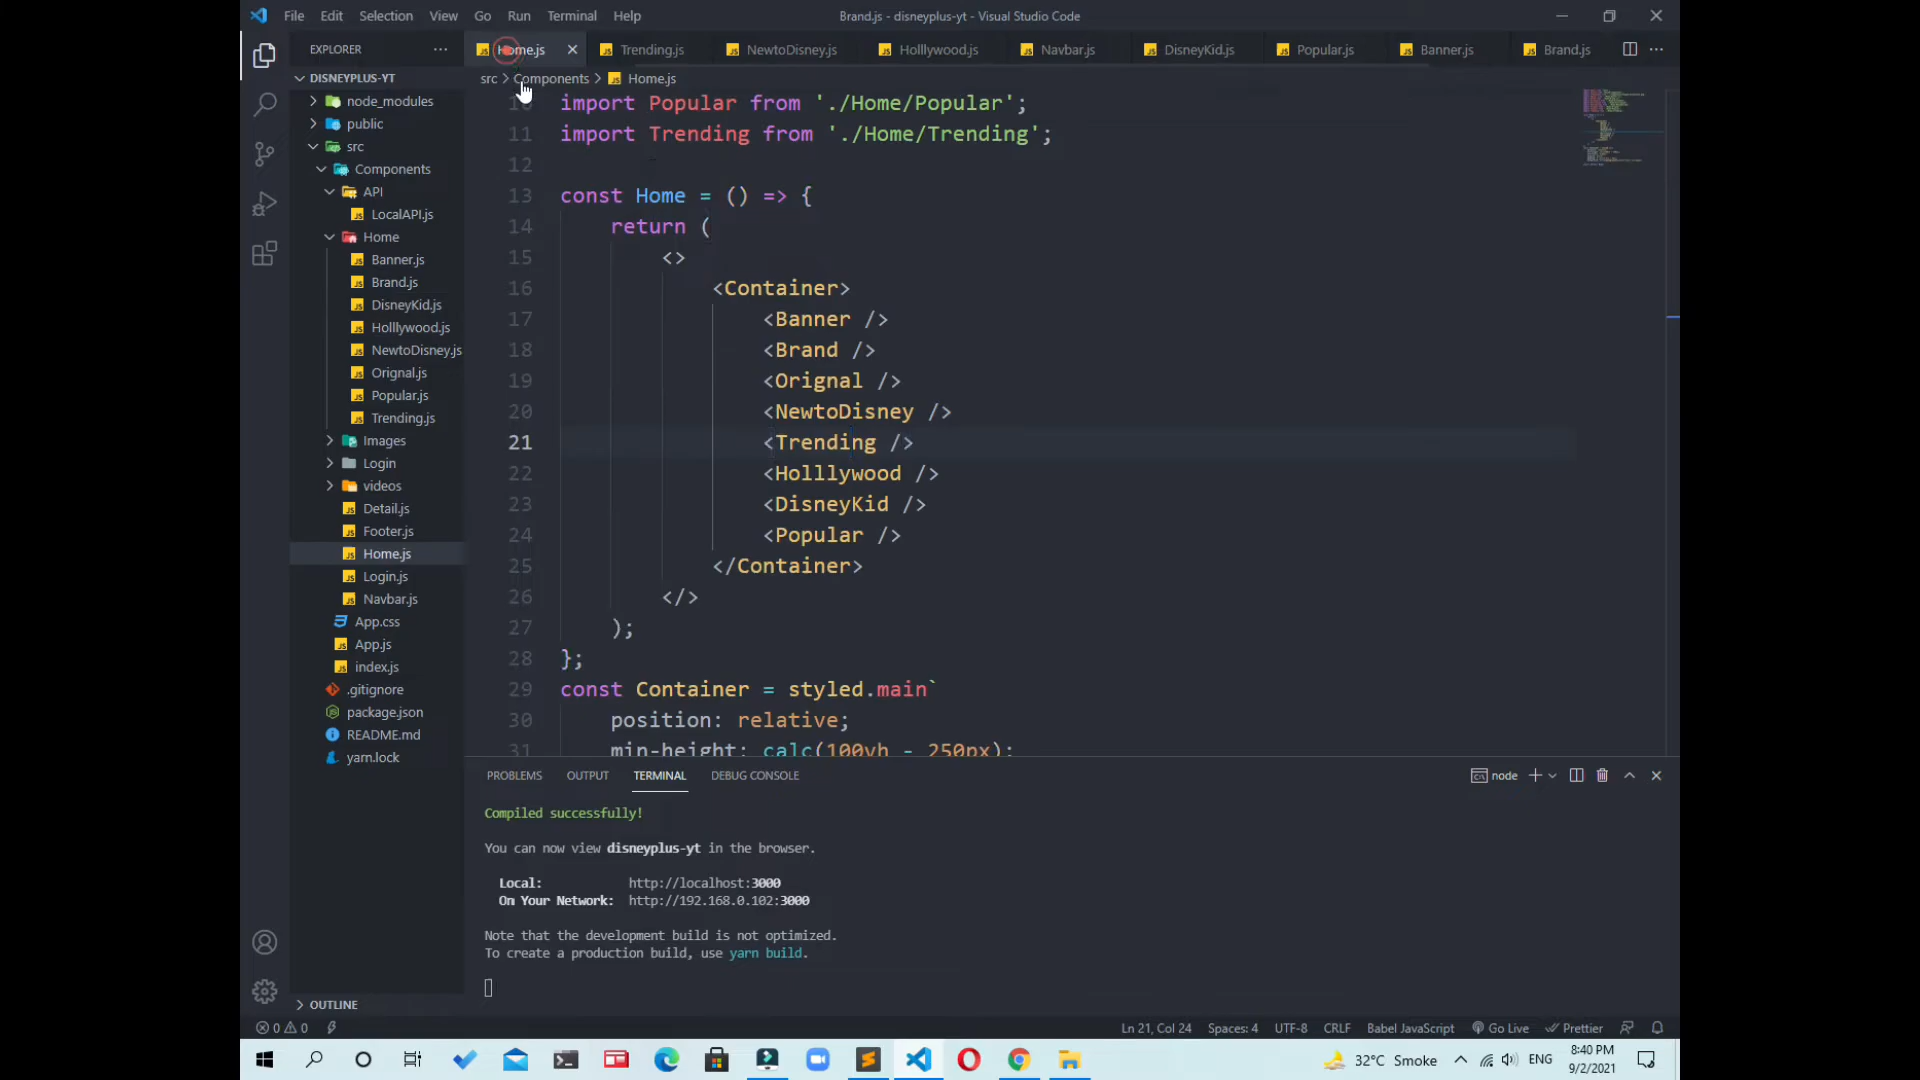 File Edit Selection View Go Run Terminal Help
Brand.js - disneyplus-yt - Visual Studio Code
EXPLORER
Home.js Trending.js NewtoDisney.js Holllywood.js Navbar.js DisneyKid.js Popular.js Banner.js Brand.js
DISNEYPLUS-YT
node_modules
public
src
Components
API
LocalAPI.js
Home
Banner.js
Brand.js
DisneyKid.js
Holllywood.js
NewtoDisney.js
Orignal.js
Popular.js
Trending.js
Images
Login
videos
Detail.js
Footer.js
Home.js
Login.js
Navbar.js
App.css
App.js
index.js
.gitignore
package.json
README.md
yarn.lock
OUTLINE
src > Components > Home.js
10 import Popular from './Home/Popular';
11 import Trending from './Home/Trending';
12
13 const Home = () => {
14 return (
15 <>
16 <Container>
17 <Banner />
18 <Brand />
19 <Orignal />
20 <NewtoDisney />
21 <Trending />
22 <Holllywood />
23 <DisneyKid />
24 <Popular />
25 </Container>
26 </>
27 );
28 };
29 const Container = styled.main`
30 position: relative;
31 min-height: calc(100vh - 250px);
PROBLEMS OUTPUT TERMINAL DEBUG CONSOLE
node
Compiled successfully!
You can now view disneyplus-yt in the browser.
Local: http://localhost:3000
On Your Network: http://192.168.0.102:3000
Note that the development build is not optimized.
To create a production build, use yarn build.
0 0
Ln 21, Col 24 Spaces: 4 UTF-8 CRLF Babel JavaScript Go Live Prettier
32°C Smoke ENG
8:40 PM
9/2/2021